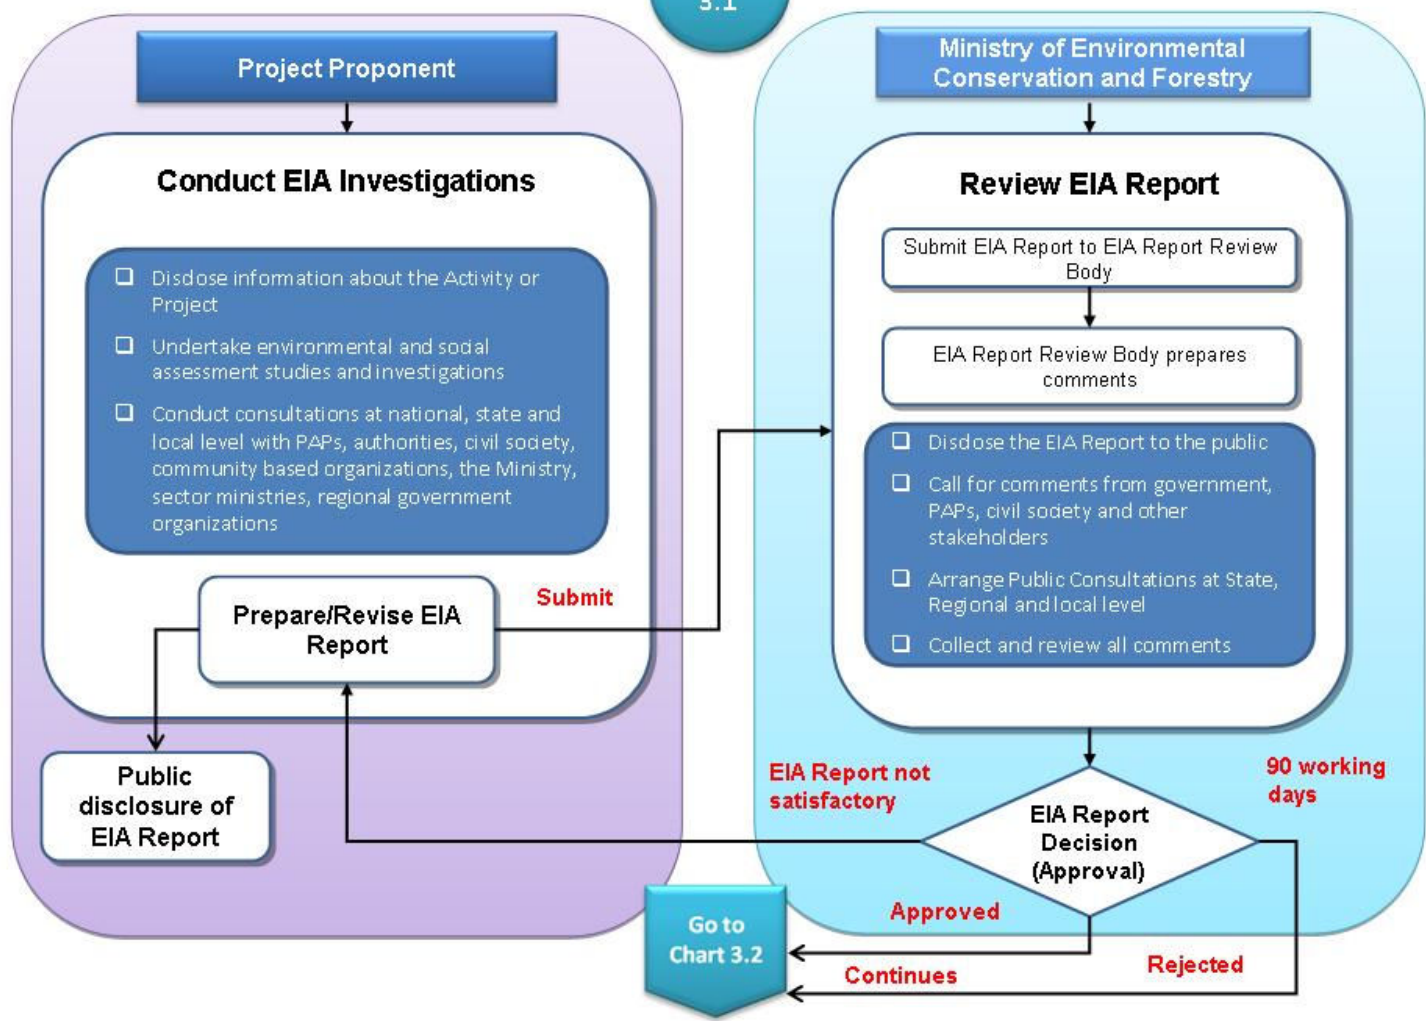 3.1
Project Proponent
Conduct EIA Investigations
Disclose information about the Activity or
Project
Undertake environmental and social
assessment studies and investigations
Conduct consultations at national, state and
local level with PAPs, authorities, civil society,
community based organizations, the Ministry,
sector ministries, regional government
organizations
Prepare/Revise EIA
Report
Submit
Public
disclosure of
EIA Report
Ministry of Environmental
Conservation and Forestry
Review EIA Report
Submit EIA Report to EIA Report Review
Body
EIA Report Review Body prepares
comments
Disclose the EIA Report to the public
Call for comments from government,
PAPs, civil society and other
stakeholders
Arrange Public Consultations at State,
Regional and local level
Collect and review all comments
EIA Report not
satisfactory
90 working
days
EIA Report
Decision
(Approval)
Approved
Go to
Chart 3.2
Continues
Rejected